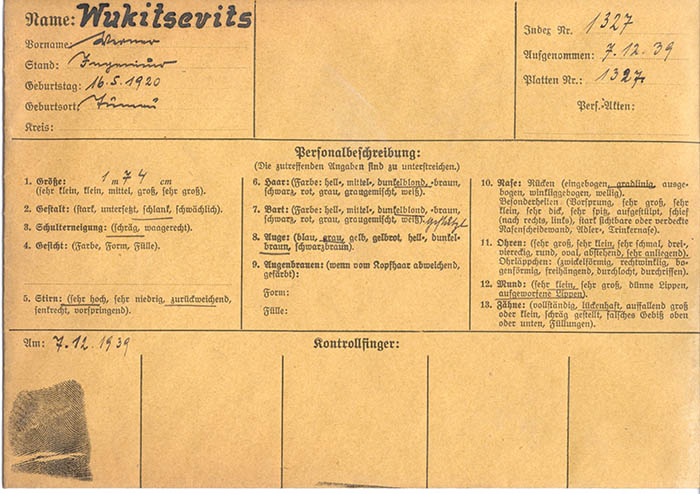 Name: Wukitsevits
Vorname: Werner
Stand: Ingenieur
Geburtstag: 16.5.1920
Geburtsort:
Kreis:
Index Nr. 1327
Aufgenommen: 7.12.39
Platten Nr.: 1327
Pers.-Akten:
Personalbeschreibung:
(Die zutreffenden Angaben sind zu unterstreichen.)
1. Größe: 1 m 74 cm
(sehr klein, klein, mittel, groß, sehr groß).
2. Gestalt: (stark, untersetzt, schlank, schwächlich).
3. Schulterneigung: (schräg, waagerecht).
4. Gesicht: (Farbe, Form, Fülle).
5. Stirn: (sehr hoch, sehr niedrig, zurückweichend,
senkrecht, vorspringend).
6. Haar: (Farbe: hell-, mittel-, dunkelblond, -braun,
schwarz, rot, grau, graugemischt, weiß).
7. Bart: (Farbe: hell-, mittel-, dunkelblond, -braun,
schwarz, rot, grau, graugemischt, weiß)
8. Auge: (blau, grau, gelb, gelbrot, hell-, dunkel-
braun, schwarzbraun).
9. Augenbrauen: (wenn vom Kopfhaar abweichend,
gefärbt):
Form:
Fülle:
10. Nase: Rücken (eingebogen, gradlinig, ausge-
bogen, winkliggebogen, wellig).
Besonderheiten (Vorsprung, sehr groß, sehr
klein, sehr dick, sehr spitz, aufgestülpt, schief
(nach rechts, links), stark sichtbare oder verdeckte
Nasenscheidewand, Adler-, Trinkernase).
11. Ohren: (sehr groß, sehr klein, sehr schmal, drei-
viereckig, rund, oval, abstehend, sehr anliegend).
Ohrläppchen: (zwickelförmig, rechtwinklig, bo-
genförmig, freihängend, durchlocht, durchrissen).
12. Mund: (sehr klein, sehr groß, dünne Lippen,
aufgeworfene Lippen).
13. Zähne: (vollständig, lückenhaft, auffallend groß
oder klein, schräg gestellt, falsches Gebiß oben
oder unten, Füllungen).
Am: 7.12.1939
Kontrollfinger: